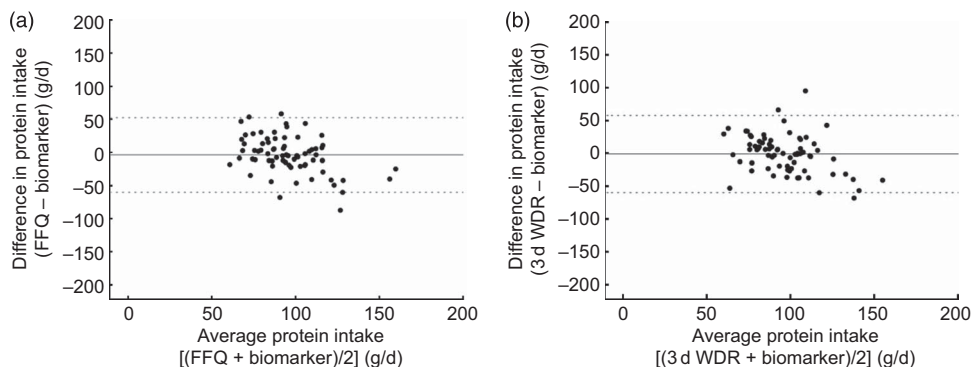 (a)
200
150
100
50
0
–50
–100
–150
–200
Difference in protein intake
(FFQ – biomarker) (g/d)
0
50
100
150
200
Average protein intake
[(FFQ + biomarker)/2] (g/d)
(b)
200
150
100
50
0
–50
–100
–150
–200
Difference in protein intake
(3 d WDR – biomarker) (g/d)
0
50
100
150
200
Average protein intake
[(3 d WDR + biomarker)/2] (g/d)